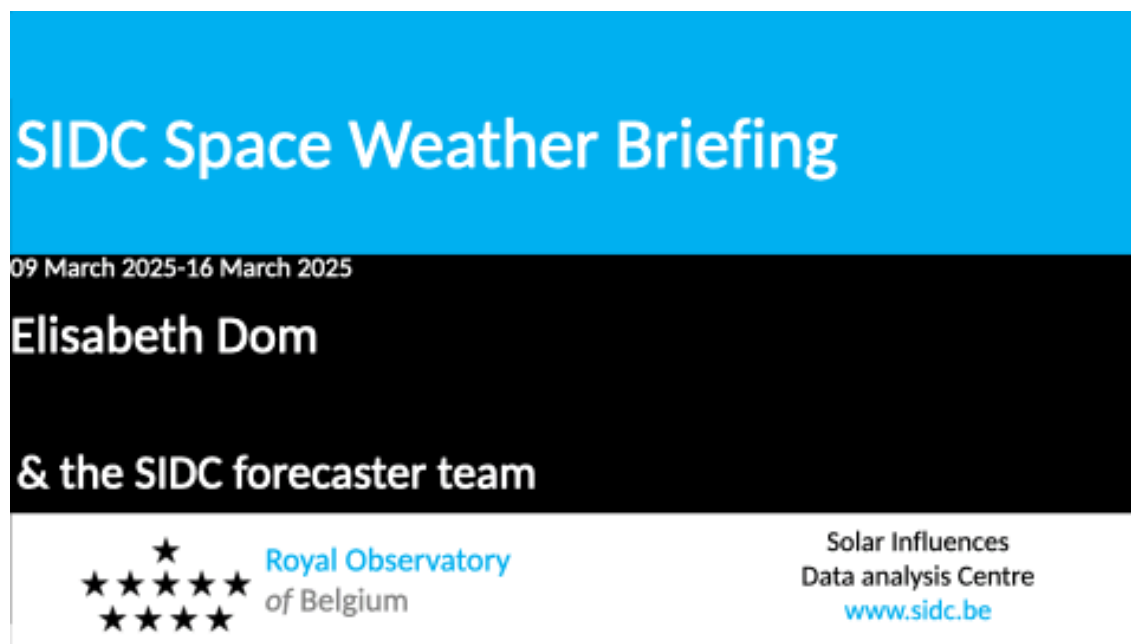 SIDC Space Weather Briefing
09 March 2025-16 March 2025
Elisabeth Dom
& the SIDC forecaster team
Royal Observatory
of Belgium
Solar Influences
Data analysis Centre
www.sidc.be